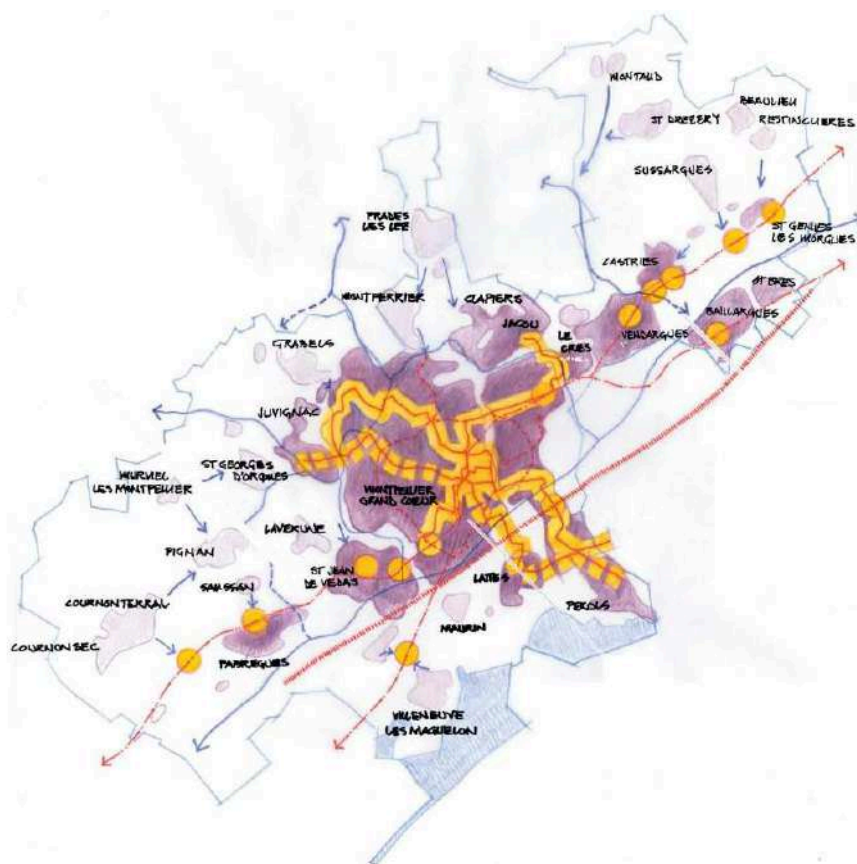 MONTAUD
BEAULIEU
ST DREZERY
RESTINCLIERES
SUSSARGUES
PRADES
LES LEZ
ST GENIES
LES MORGUES
CASTRIES
ST BRES
MONTFERRIER
CLAPIERS
BAILLARGUES
JACOU
LE
CRES
VENDARGUES
GRABELS
JUVIGNAC
ST GEORGES
D'ORQUES
MURVIEL
LES MONTPELLIER
MONTPELLIER
GRAND COEUR
LAVERUNE
PIGNAN
ST JEAN
DE VEDAS
SAUSSAN
LATTES
COURNONTERRAL
PEROLS
MAURIN
COURNONSEC
FABREGUES
VILLENEUVE
LES MAGUELON